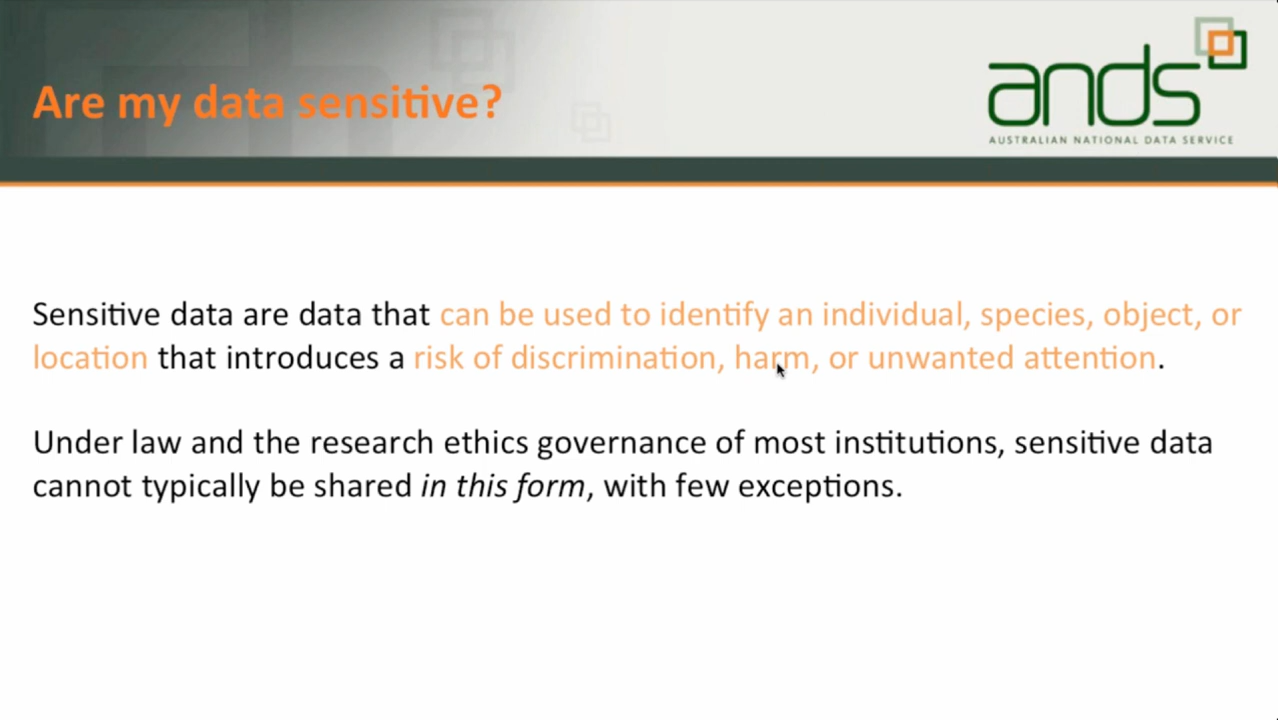 Are my data sensitive?
ands
AUSTRALIAN NATIONAL DATA SERVICE
Sensitive data are data that can be used to identify an individual, species, object, or
location that introduces a risk of discrimination, harm, or unwanted attention.
Under law and the research ethics governance of most institutions, sensitive data
cannot typically be shared in this form, with few exceptions.